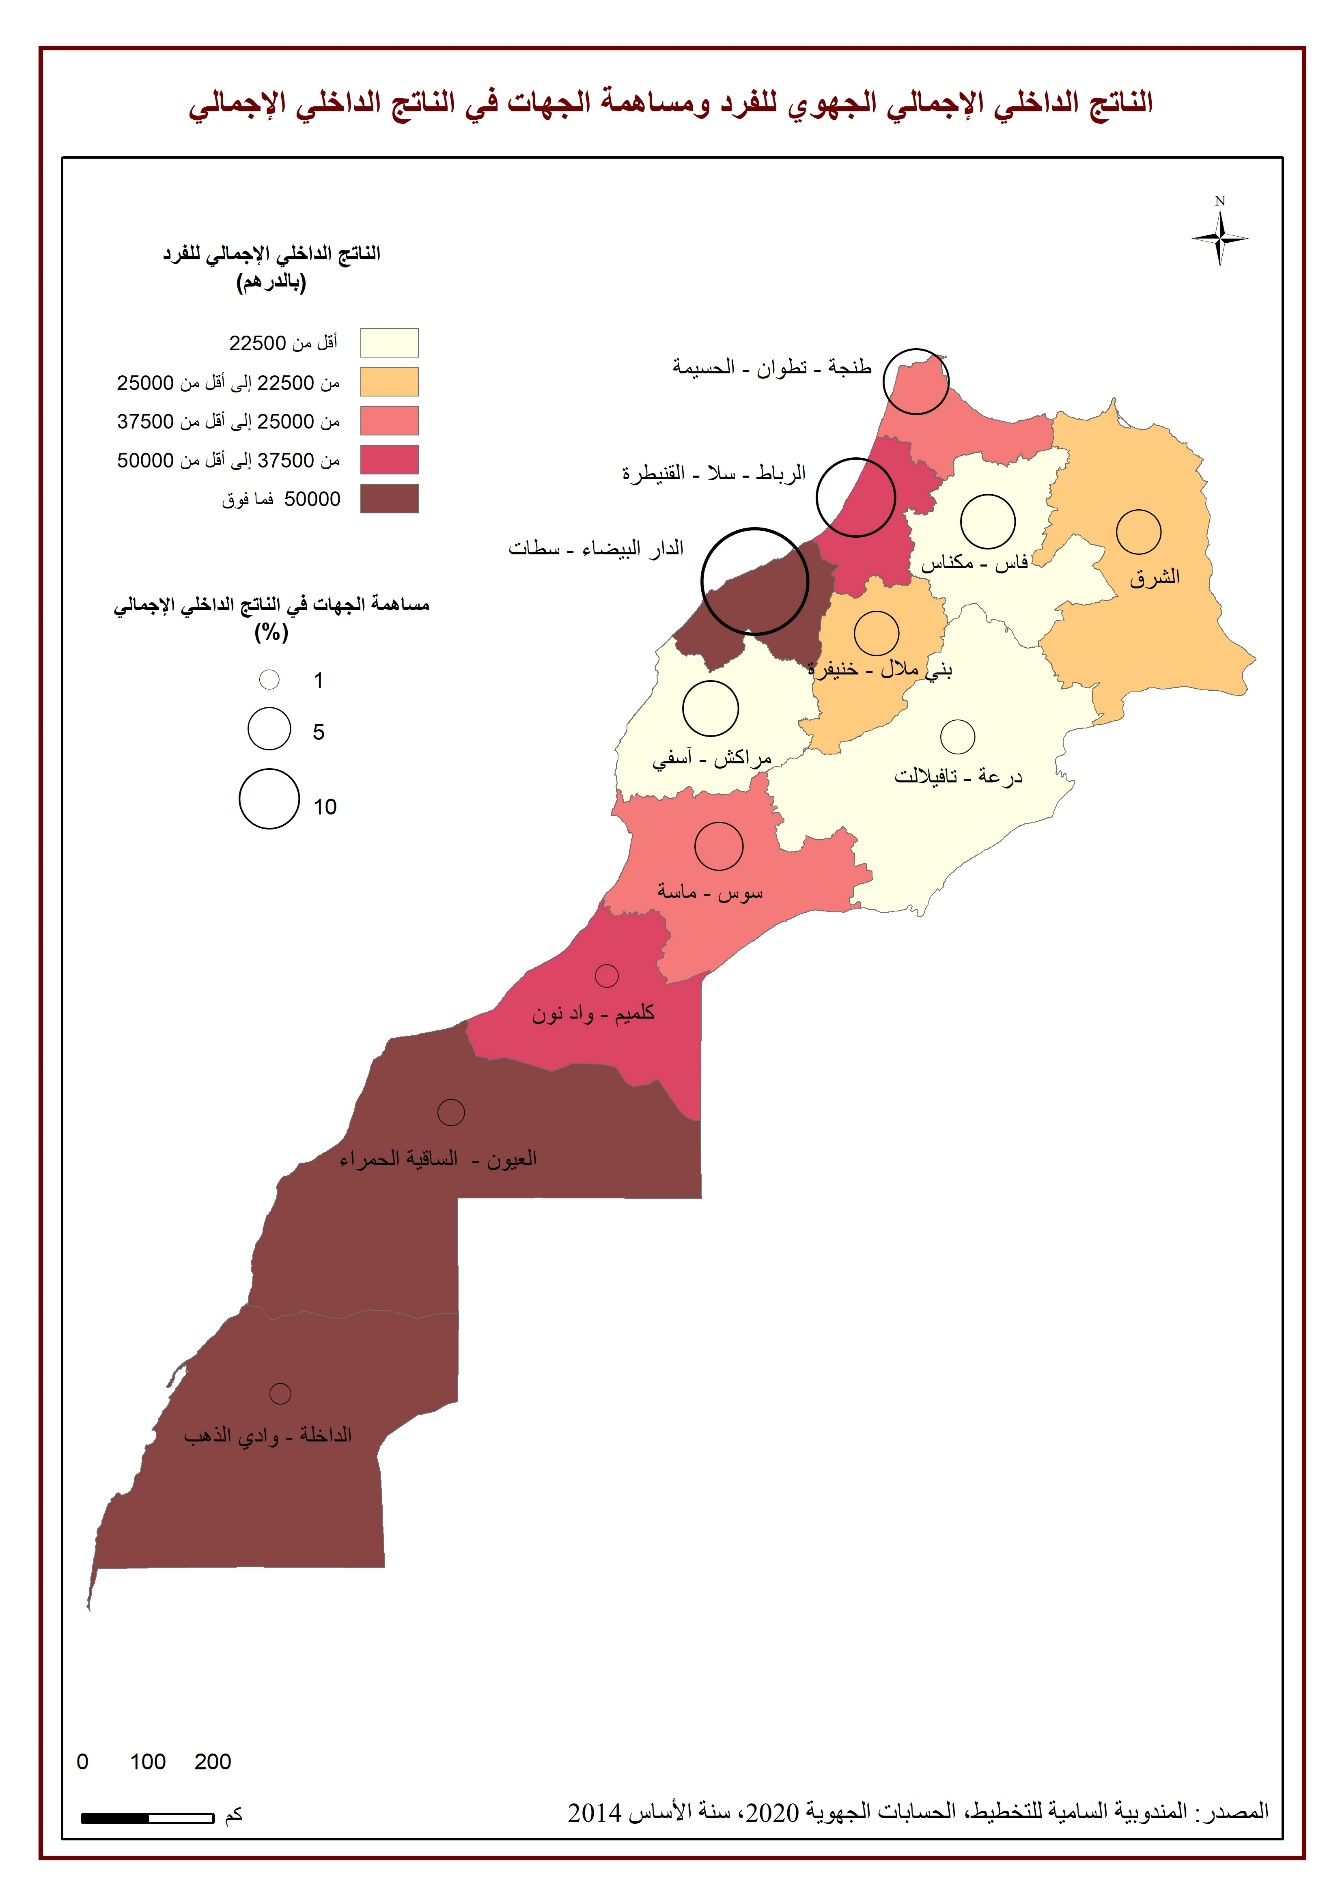 الناتج الداخلي الإجمالي الجهوي للفرد ومساهمة الجهات في الناتج الداخلي الإجمالي
N
الناتج الداخلي الإجمالي للفرد
(بالدرهم)
أقل من 22500
من 22500 إلى أقل من 25000
من 25000 إلى أقل من 37500
من 37500 إلى أقل من 50000
50000 فما فوق
مساهمة الجهات في الناتج الداخلي الإجمالي
(%)
1
5
10
طنجة - تطوان - الحسيمة
الرباط - سلا - القنيطرة
الدار البيضاء - سطات
فاس - مكناس
الشرق
بني ملال - خنيفرة
مراكش - آسفي
درعة - تافيلالت
سوس - ماسة
كلميم - واد نون
العيون - الساقية الحمراء
الداخلة - وادي الذهب
0 100 200
كم
المصدر: المندوبية السامية للتخطيط، الحسابات الجهوية 2020، سنة الأساس 2014